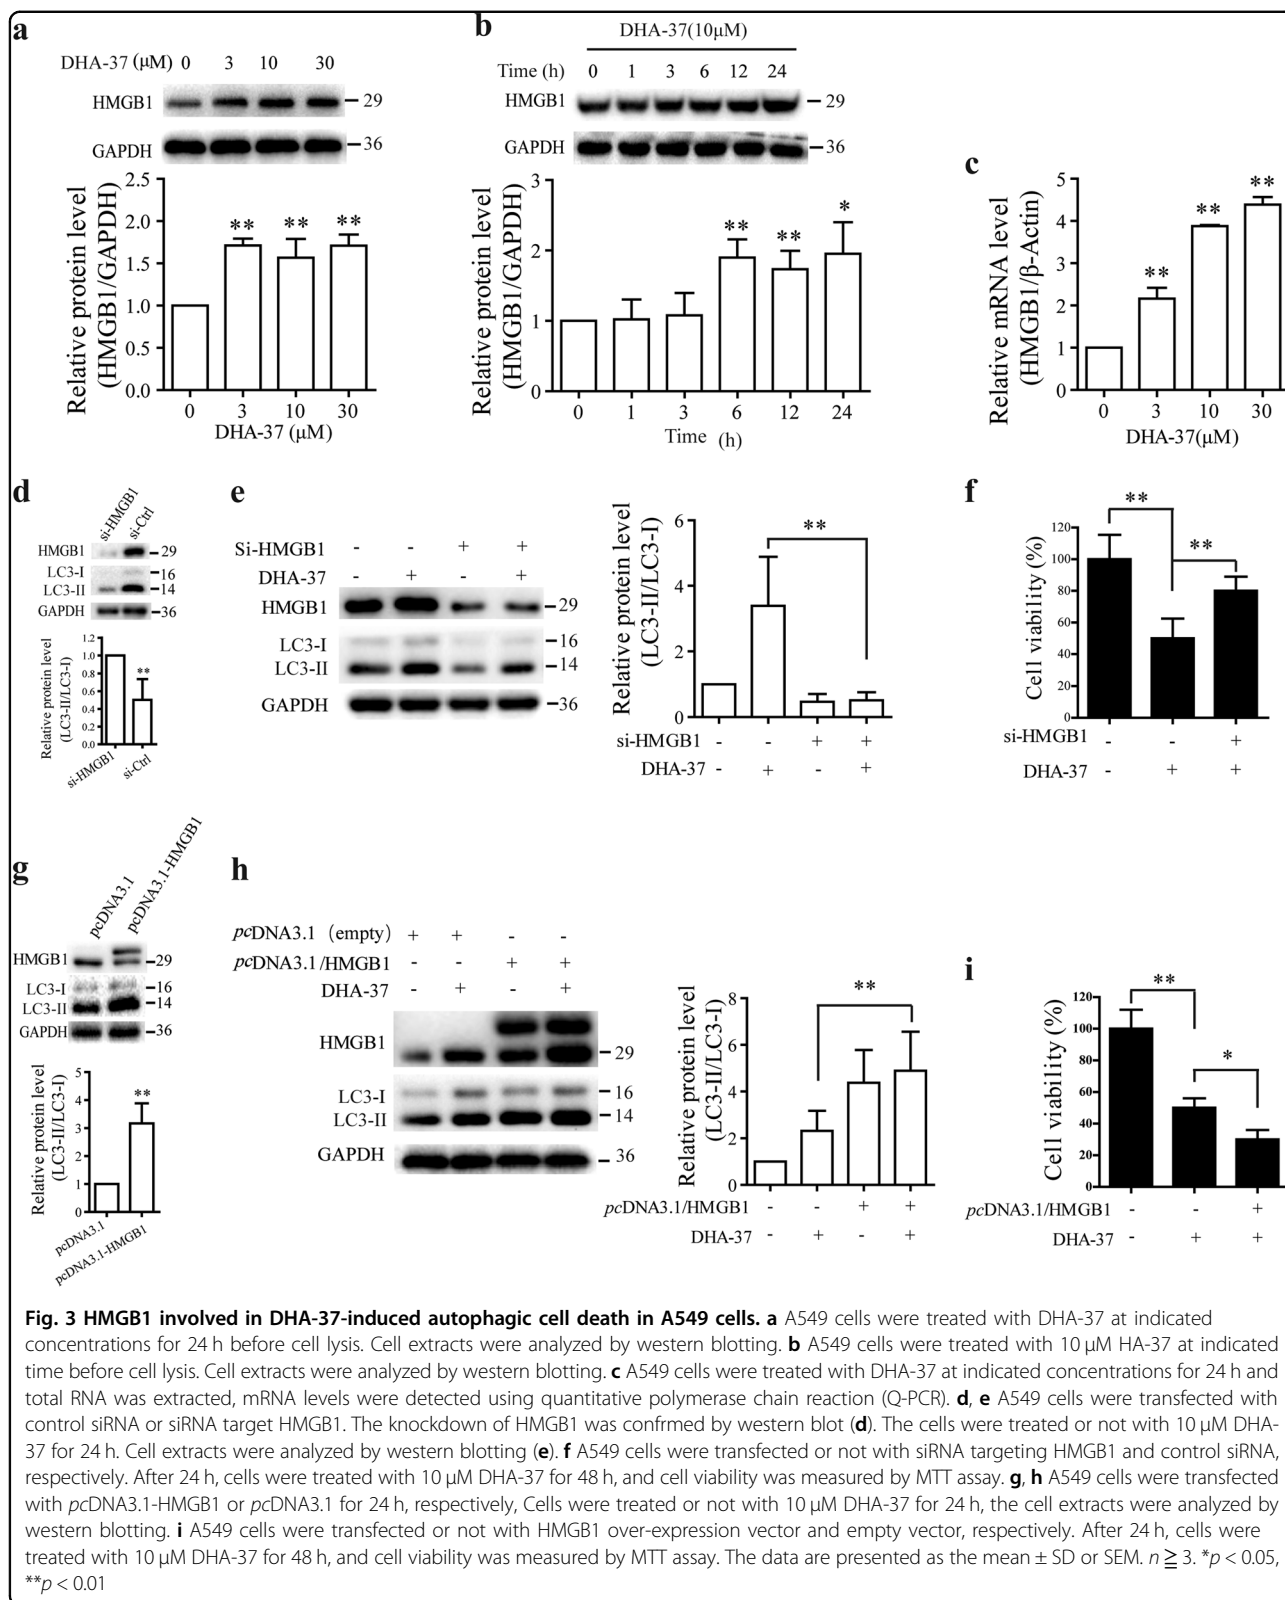 a
DHA-37 (μM) 0 3 10 30
HMGB1 29
GAPDH 36
Relative protein level
(HMGB1/GAPDH)
2.5
2.0
1.5
1.0
0.5
0.0
** ** **
0 3 10 30
DHA-37 (μM)
b
DHA-37(10μM)
Time (h) 0 1 3 6 12 24
HMGB1 29
GAPDH 36
Relative protein level
(HMGB1/GAPDH)
3
2
1
0
** ** *
0 1 3 6 12 24
Time (h)
c
Relative mRNA level
(HMGB1/β-Actin)
5
4
3
2
1
0
** ** **
0 3 10 30
DHA-37(μM)
d
si-HMGB1 si-Ctrl
HMGB1 29
LC3-I 16
LC3-II 14
GAPDH 36
Relative protein level
(LC3-II/LC3-I)
1.2
1.0
0.8
0.6
0.4
0.2
0.0
**
si-HMGB1 si-Ctrl
e
Si-HMGB1 - - + +
DHA-37 - + - +
HMGB1 29
LC3-I 16
LC3-II 14
GAPDH 36
Relative protein level
(LC3-II/LC3-I)
6
4
2
0
**
si-HMGB1 - - + +
DHA-37 - + - +
f
Cell viability (%)
120
100
80
60
40
20
0
** **
si-HMGB1 - - +
DHA-37 - + +
g
pcDNA3.1 pcDNA3.1-HMGB1
HMGB1 29
LC3-I 16
LC3-II 14
GAPDH 36
Relative protein level
(LC3-II/LC3-I)
5
4
3
2
1
0
**
pcDNA3.1 pcDNA3.1-HMGB1
h
pcDNA3.1 (empty) + + - -
pcDNA3.1/HMGB1 - - + +
DHA-37 - + - +
HMGB1 29
LC3-I 16
LC3-II 14
GAPDH 36
Relative protein level
(LC3-II/LC3-I)
8
6
4
2
0
**
pcDNA3.1/HMGB1 - - + +
DHA-37 - + - +
i
Cell viability (%)
120
100
80
60
40
20
0
** *
pcDNA3.1/HMGB1 - - +
DHA-37 - + +
Fig. 3 HMGB1 involved in DHA-37-induced autophagic cell death in A549 cells. a A549 cells were treated with DHA-37 at indicated
concentrations for 24 h before cell lysis. Cell extracts were analyzed by western blotting. b A549 cells were treated with 10 μM HA-37 at indicated
time before cell lysis. Cell extracts were analyzed by western blotting. c A549 cells were treated with DHA-37 at indicated concentrations for 24 h and
total RNA was extracted, mRNA levels were detected using quantitative polymerase chain reaction (Q-PCR). d, e A549 cells were transfected with
control siRNA or siRNA target HMGB1. The knockdown of HMGB1 was confrmed by western blot (d). The cells were treated or not with 10 μM DHA-
37 for 24 h. Cell extracts were analyzed by western blotting (e). f A549 cells were transfected or not with siRNA targeting HMGB1 and control siRNA,
respectively. After 24 h, cells were treated with 10 μM DHA-37 for 48 h, and cell viability was measured by MTT assay. g, h A549 cells were transfected
with pcDNA3.1-HMGB1 or pcDNA3.1 for 24 h, respectively, Cells were treated or not with 10 μM DHA-37 for 24 h, the cell extracts were analyzed by
western blotting. i A549 cells were transfected or not with HMGB1 over-expression vector and empty vector, respectively. After 24 h, cells were
treated with 10 μM DHA-37 for 48 h, and cell viability was measured by MTT assay. The data are presented as the mean ± SD or SEM. n ≧ 3. *p < 0.05,
**p < 0.01